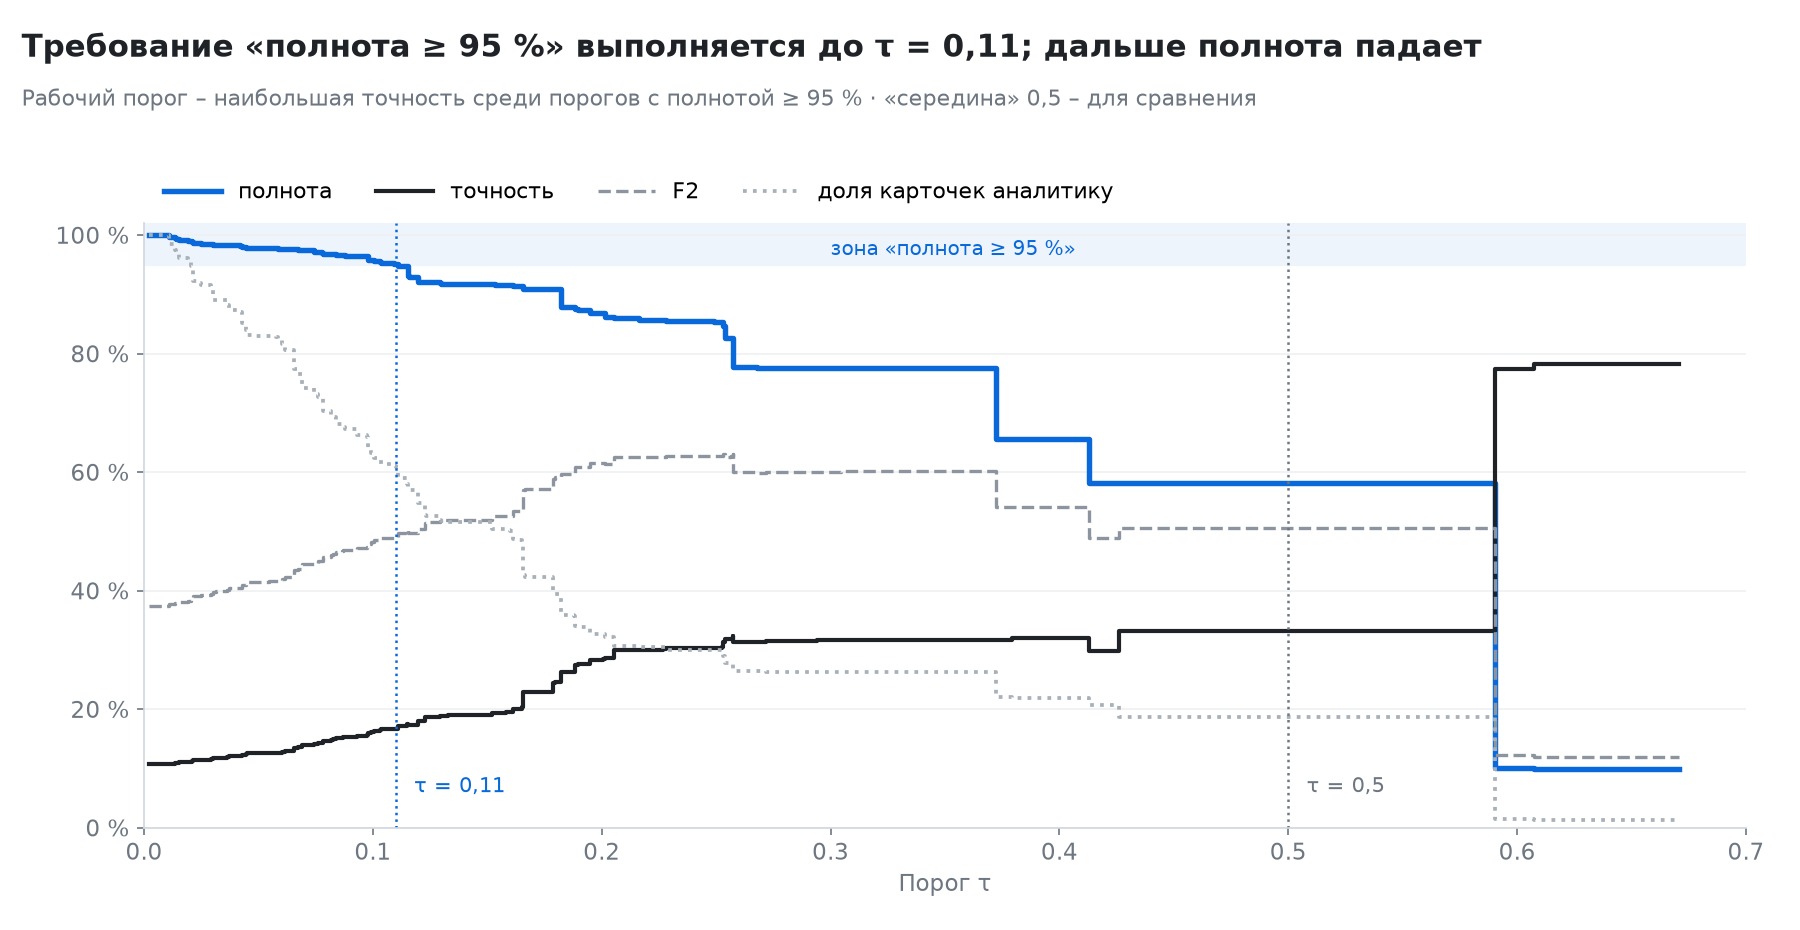 Требование «полнота ≥ 95 %» выполняется до τ = 0,11; дальше полнота падает
Рабочий порог – наибольшая точность среди порогов с полнотой ≥ 95 % · «середина» 0,5 – для сравнения
полнота точность F2 доля карточек аналитику
100 %
зона «полнота ≥ 95 %»
80 %
60 %
40 %
20 %
τ = 0,11 τ = 0,5
0 %
0.0 0.1 0.2 0.3 0.4 0.5 0.6 0.7
Порог τ